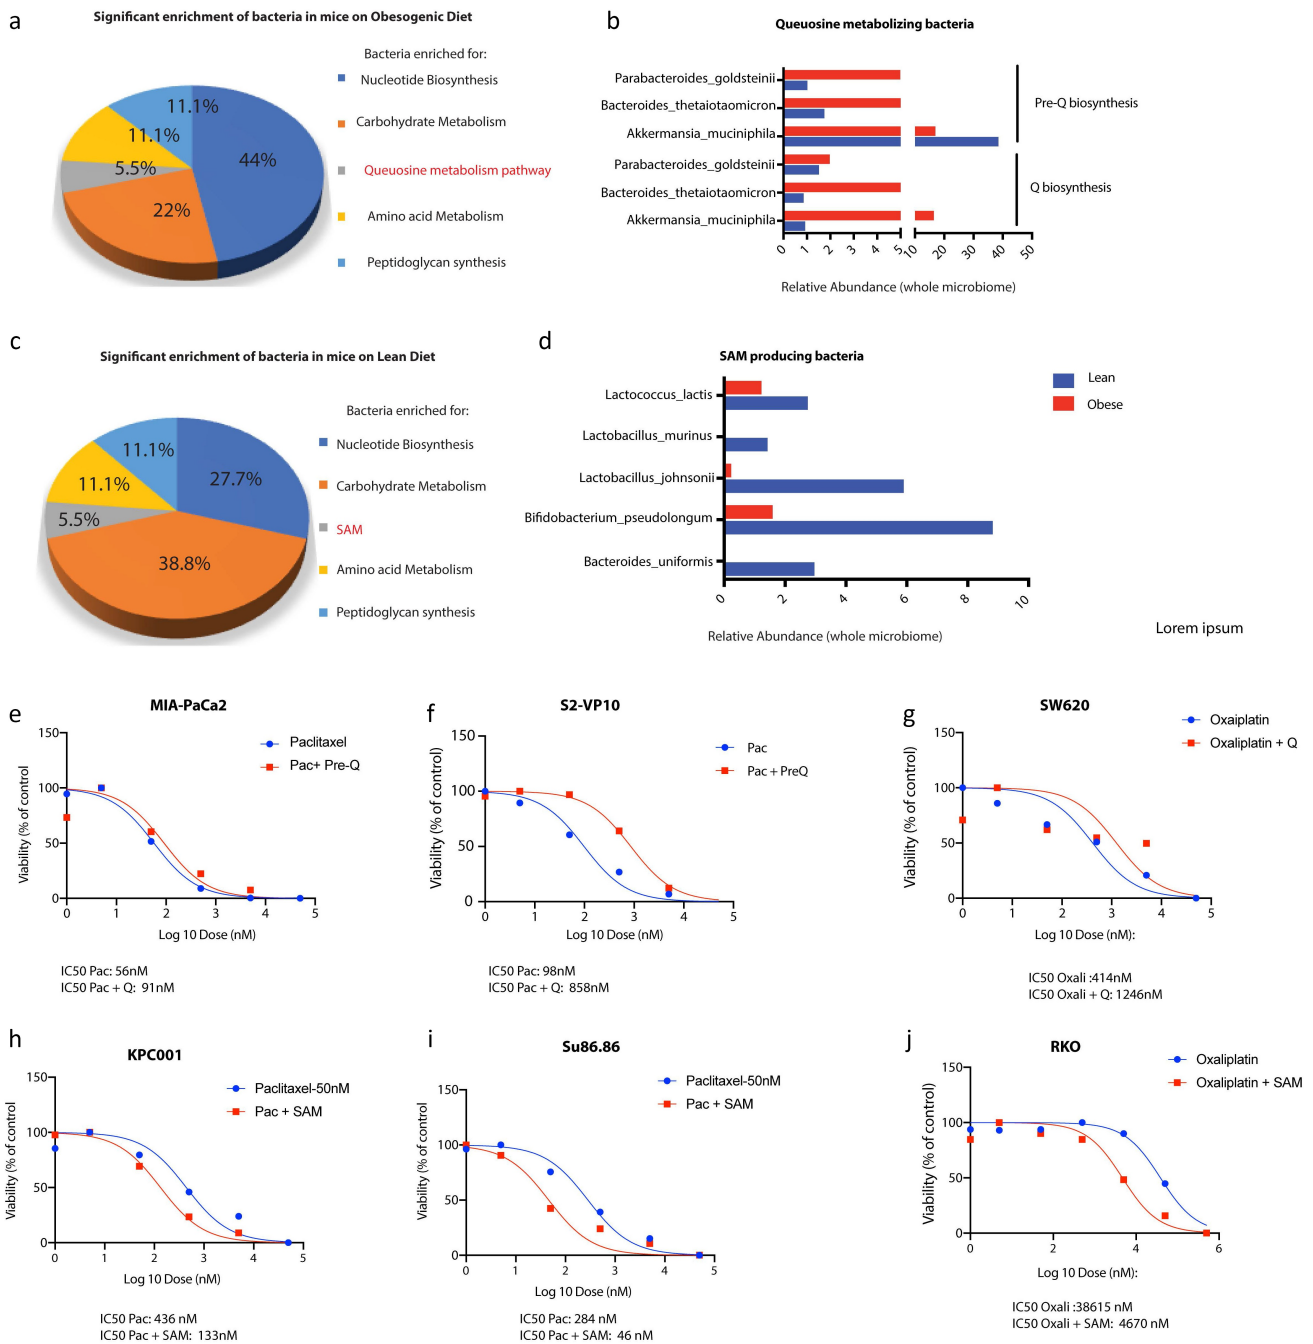 a
Significant enrichment of bacteria in mice on Obesogenic Diet
Bacteria enriched for:
Nucleotide Biosynthesis
Carbohydrate Metabolism
Queuosine metabolism pathway
Amino acid Metabolism
Peptidoglycan synthesis
11.1%
11.1%
5.5%
44%
22%
b
Queuosine metabolizing bacteria
Parabacteroides_goldsteinii
Bacteroides_thetaiotaomicron
Akkermansia_muciniphila
Parabacteroides_goldsteinii
Bacteroides_thetaiotaomicron
Akkermansia_muciniphila
Pre-Q biosynthesis
Q biosynthesis
0 1 2 3 4 5 10 20 30 40 50
Relative Abundance (whole microbiome)
c
Significant enrichment of bacteria in mice on Lean Diet
Bacteria enriched for:
Nucleotide Biosynthesis
Carbohydrate Metabolism
SAM
Amino acid Metabolism
Peptidoglycan synthesis
11.1%
11.1%
5.5%
27.7%
38.8%
d
SAM producing bacteria
Lactococcus_lactis
Lactobacillus_murinus
Lactobacillus_johnsonii
Bifidobacterium_pseudolongum
Bacteroides_uniformis
0 2 4 6 8 10
Relative Abundance (whole microbiome)
Lean
Obese
Lorem ipsum
e
MIA-PaCa2
Paclitaxel
Pac+ Pre-Q
Viability (% of control)
150
100
50
0
0 1 2 3 4 5
Log 10 Dose (nM)
IC50 Pac: 56nM
IC50 Pac + Q: 91nM
f
S2-VP10
Pac
Pac + PreQ
Viability (% of control)
150
100
50
0
0 1 2 3 4 5
Log 10 Dose (nM)
IC50 Pac: 98nM
IC50 Pac + Q: 858nM
g
SW620
Oxaiplatin
Oxaliplatin + Q
Viability (% of control)
150
100
50
0
0 1 2 3 4 5
Log 10 Dose (nM):
IC50 Oxali :414nM
IC50 Oxali + Q: 1246nM
h
KPC001
Paclitaxel-50nM
Pac + SAM
Viability (% of control
150
100
50
0
0 1 2 3 4 5
Log 10 Dose (nM)
IC50 Pac: 436 nM
IC50 Pac + SAM: 133nM
i
Su86.86
Paclitaxel-50nM
Pac + SAM
Viability (% of control
150
100
50
0
0 1 2 3 4 5
Log 10 Dose (nM)
IC50 Pac: 284 nM
IC50 Pac + SAM: 46 nM
j
RKO
Oxaliplatin
Oxaliplatin + SAM
Viability (% of control)
150
100
50
0
0 2 4 6
Log 10 Dose (nM):
IC50 Oxali :38615 nM
IC50 Oxali + SAM: 4670 nM